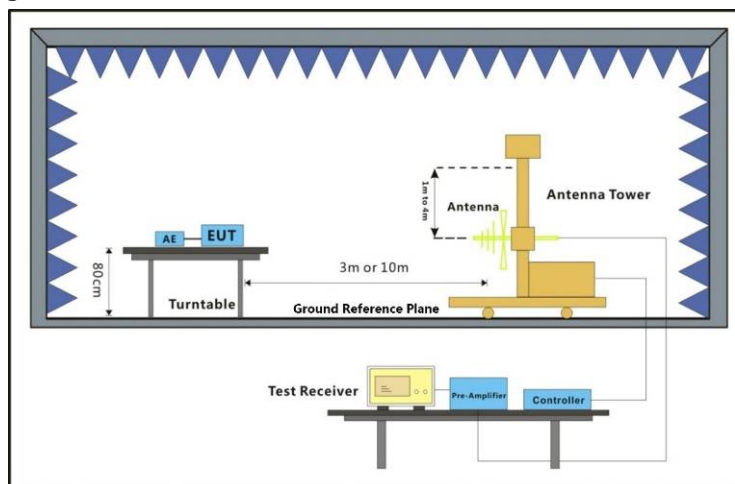 1m to 4m
Antenna
Antenna Tower
AE
EUT
80cm
3m or 10m
Turntable
Ground Reference Plane
Test Receiver
Pre-Amplifier
Controller